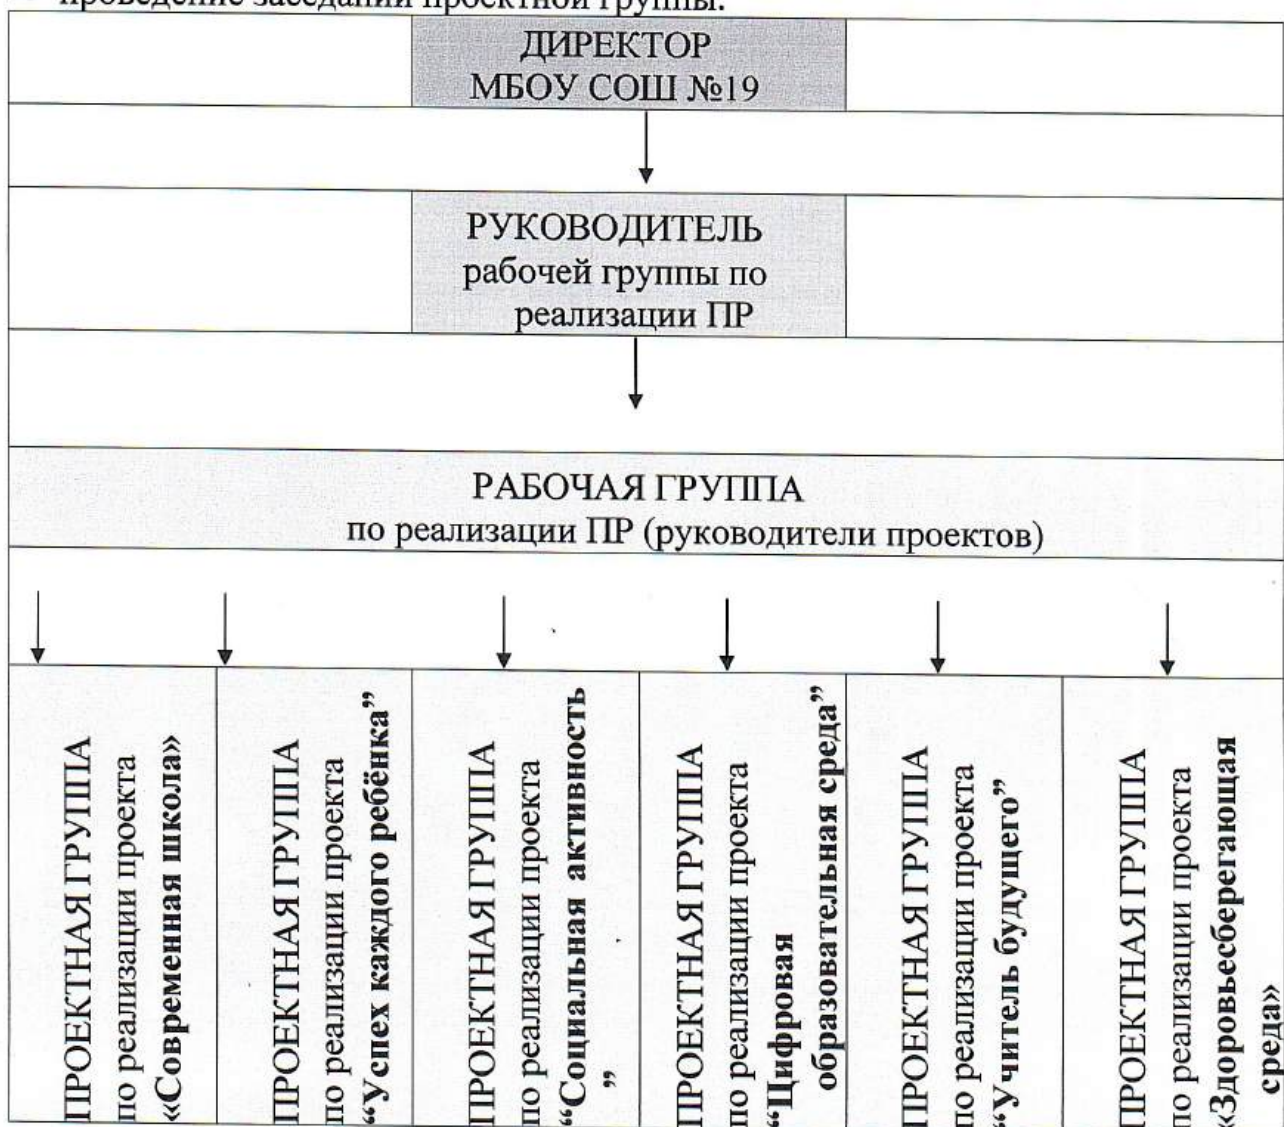 проведение заседаний проектной группы.
ДИРЕКТОР
МБОУ СОШ №19
РУКОВОДИТЕЛЬ
рабочей группы по
реализации ПР
РАБОЧАЯ ГРУППА
по реализации ПР (руководители проектов)
ПРОЕКТНАЯ ГРУППА
по реализации проекта
«Современная школа»
ПРОЕКТНАЯ ГРУППА
по реализации проекта
“Успех каждого ребёнка”
ПРОЕКТНАЯ ГРУППА
по реализации проекта
“Социальная активность
”
ПРОЕКТНАЯ ГРУППА
по реализации проекта
“Цифровая
образовательная среда”
ПРОЕКТНАЯ ГРУППА
по реализации проекта
“Учитель будущего”
ПРОЕКТНАЯ ГРУППА
по реализации проекта
«Здоровьесберегающая
среда»